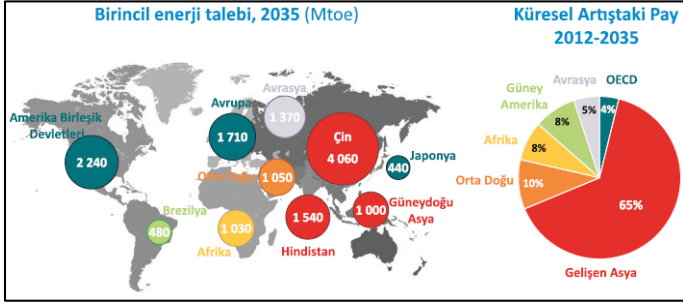 Birincil enerji talebi, 2035 (Mtoe)
Amerika Birleşik
Devletleri
2 240
Brezilya
480
Avrupa
1 710
Avrasya
1 370
Çin
4 060
Japonya
440
Orta Doğu
1 050
Afrika
1 030
1 540
Hindistan
1 000
Güneydoğu
Asya
Küresel Artıştaki Pay
2012-2035
OECD
4%
Avrasya
5%
Güney
Amerika
8%
Afrika
8%
Orta Doğu
10%
65%
Gelişen Asya